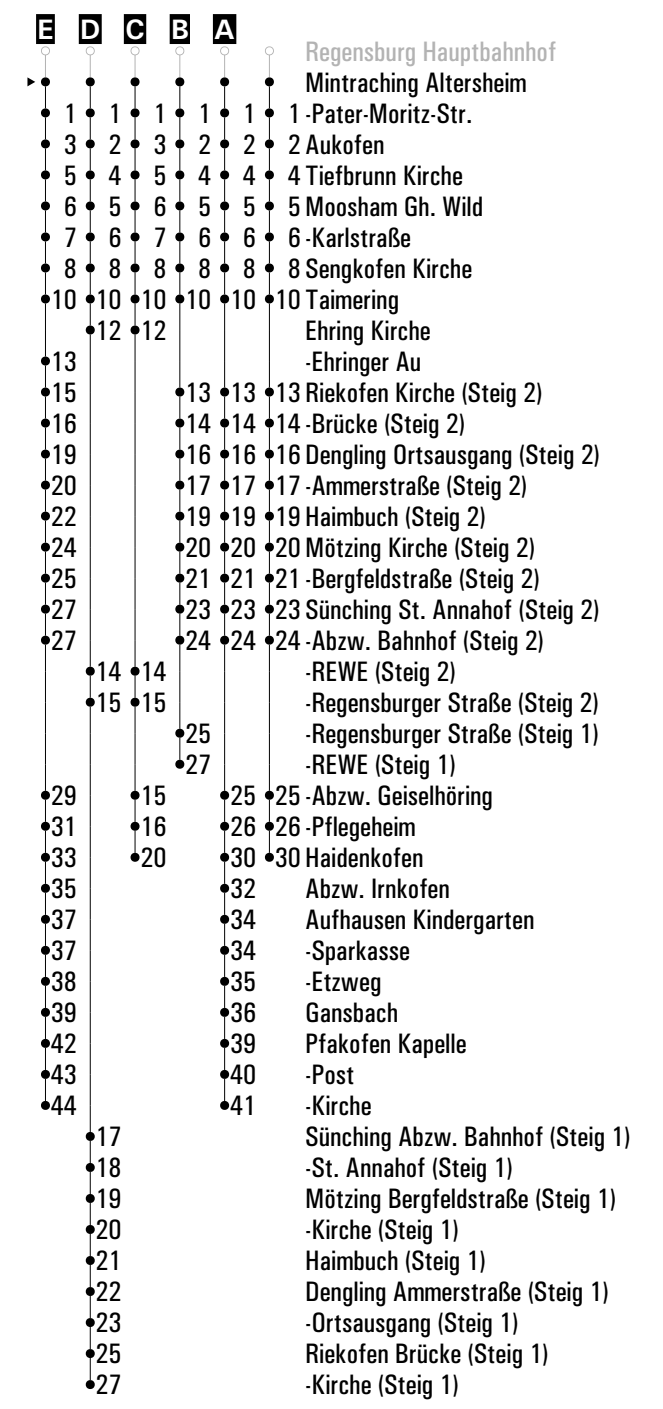 E D C B A
Regensburg Hauptbahnhof
Mintraching Altersheim
1 1 1 1 1 1 -Pater-Moritz-Str.
3 2 3 2 2 2 Aukofen
5 4 5 4 4 4 Tiefbrunn Kirche
6 5 6 5 5 5 Moosham Gh. Wild
7 6 7 6 6 6 -Karlstraße
8 8 8 8 8 8 Sengkofen Kirche
10 10 10 10 10 10 Taimering
12 12 Ehring Kirche
13 -Ehringer Au
15 13 13 13 Riekofen Kirche (Steig 2)
16 14 14 14 -Brücke (Steig 2)
19 16 16 16 Dengling Ortsausgang (Steig 2)
20 17 17 17 -Ammerstraße (Steig 2)
22 19 19 19 Haimbuch (Steig 2)
24 20 20 20 Mötzing Kirche (Steig 2)
25 21 21 21 -Bergfeldstraße (Steig 2)
27 23 23 23 Sünching St. Annahof (Steig 2)
27 24 24 24 -Abzw. Bahnhof (Steig 2)
14 14 -REWE (Steig 2)
15 15 -Regensburger Straße (Steig 2)
25 -Regensburger Straße (Steig 1)
27 -REWE (Steig 1)
29 15 25 25 -Abzw. Geiselhöring
31 16 26 26 -Pflegeheim
33 20 30 30 Haidenkofen
35 32 Abzw. Irnkofen
37 34 Aufhausen Kindergarten
37 34 -Sparkasse
38 35 -Etzweg
39 36 Gansbach
42 39 Pfakofen Kapelle
43 40 -Post
44 41 -Kirche
17 Sünching Abzw. Bahnhof (Steig 1)
18 -St. Annahof (Steig 1)
19 Mötzing Bergfeldstraße (Steig 1)
20 -Kirche (Steig 1)
21 Haimbuch (Steig 1)
22 Dengling Ammerstraße (Steig 1)
23 -Ortsausgang (Steig 1)
25 Riekofen Brücke (Steig 1)
27 -Kirche (Steig 1)